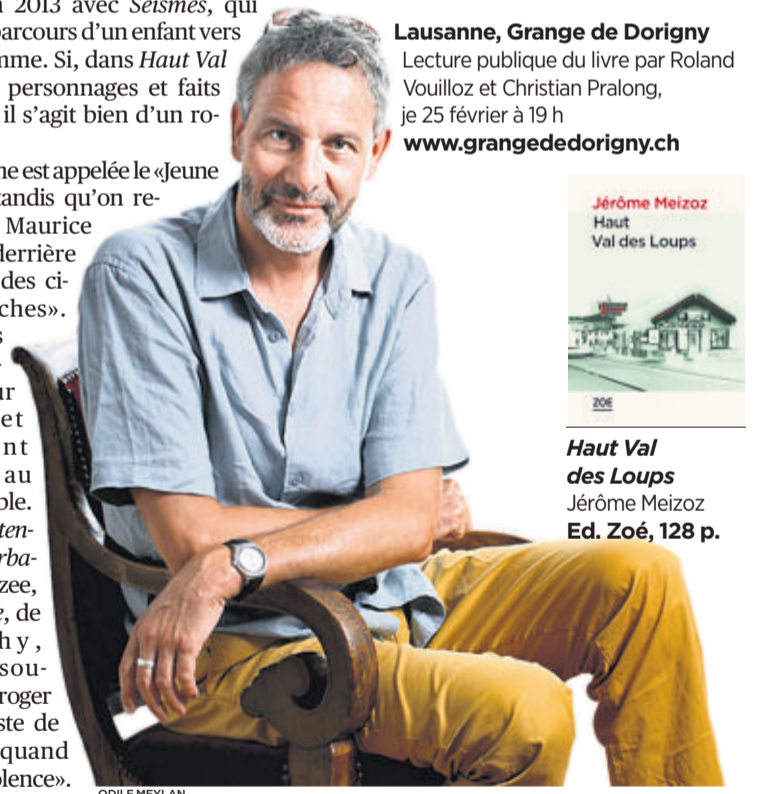 2013 avec Séismes, qui
parcours d'un enfant vers
mme. Si, dans Haut Val
personnages et faits
il s'agit bien d'un ro-
ne est appelée le «Jeune
tandis qu'on re-
Maurice
derrière
des ci-
ches».
s
ur
et
nt
au
ble.
ten-
rba-
zee,
e, de
hy,
sou-
roger
ste de
quand
lence».
ODILE MEYLAN
Lausanne, Grange de Dorigny
Lecture publique du livre par Roland
Vouilloz et Christian Pralong,
je 25 février à 19 h
www.grangededorigny.ch
Jérôme Meizoz
Haut
Val des Loups
ZOE
Haut Val
des Loups
Jérôme Meizoz
Ed. Zoé, 128 p.